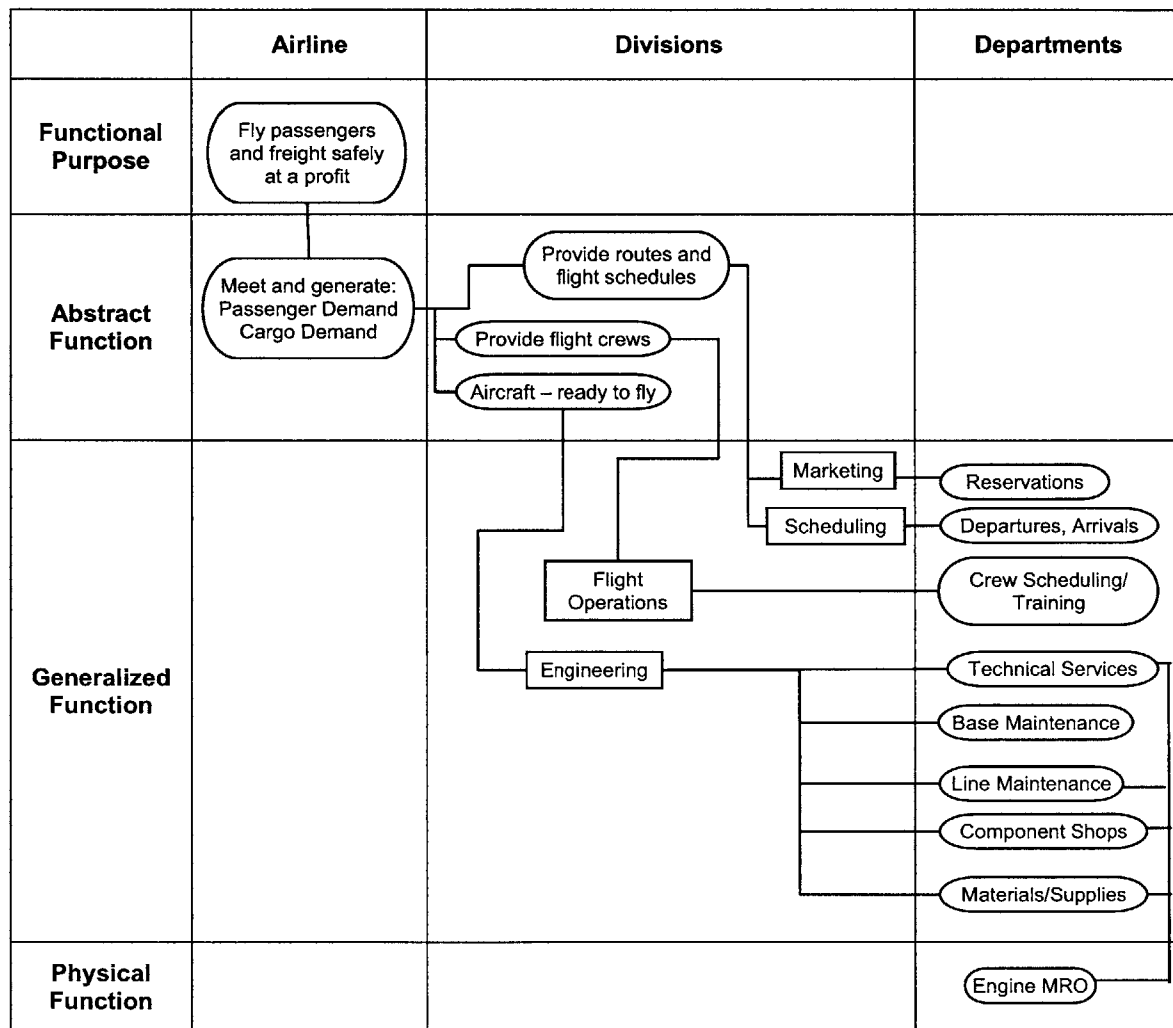 Airline
Divisions
Departments
Functional
Purpose
Fly passengers
and freight safely
at a profit
Abstract
Function
Meet and generate:
Passenger Demand
Cargo Demand
Provide routes and
flight schedules
Provide flight crews
Aircraft – ready to fly
Generalized
Function
Marketing
Reservations
Scheduling
Departures, Arrivals
Flight
Operations
Crew Scheduling/
Training
Engineering
Technical Services
Base Maintenance
Line Maintenance
Component Shops
Materials/Supplies
Physical
Function
Engine MRO